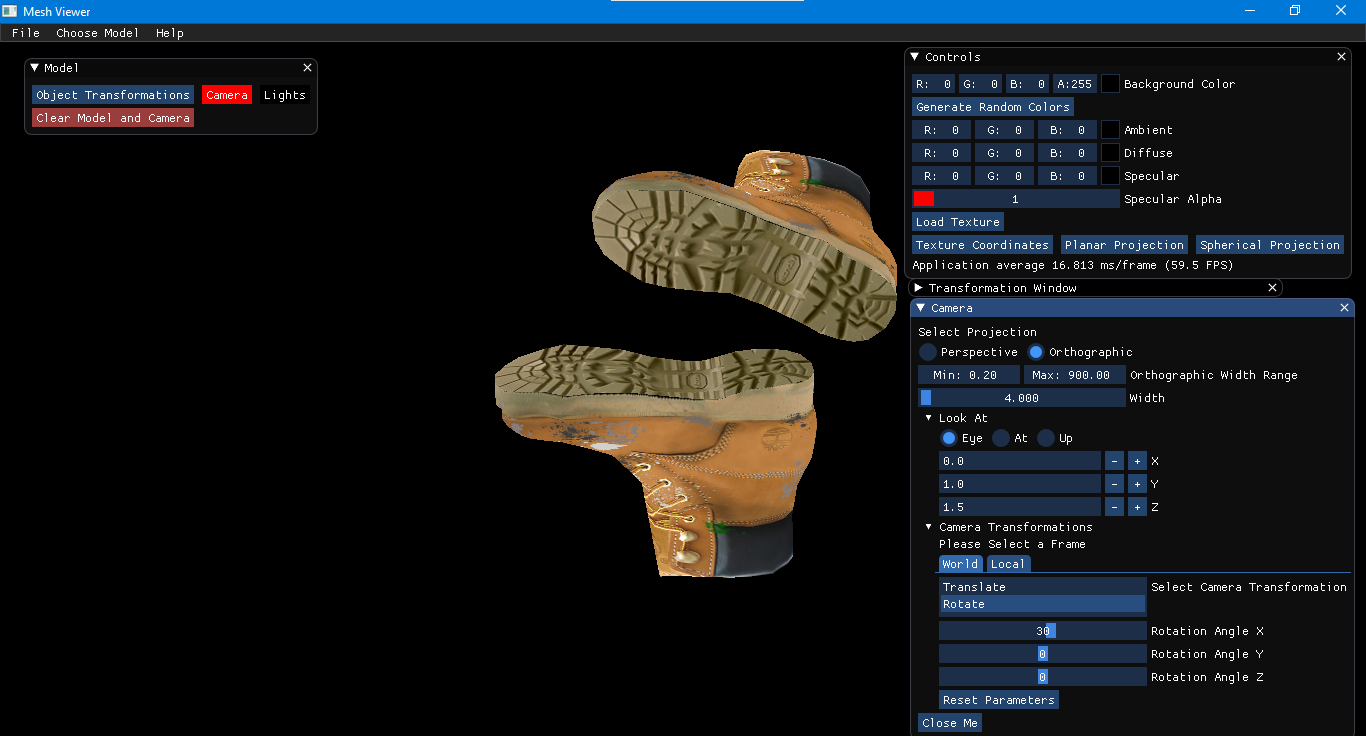 Mesh Viewer
File Choose Model Help
Model
Object Transformations Camera Lights
Clear Model and Camera
Controls
R: 0 G: 0 B: 0 A:255 Background Color
Generate Random Colors
R: 0 G: 0 B: 0 Ambient
R: 0 G: 0 B: 0 Diffuse
R: 0 G: 0 B: 0 Specular
1 Specular Alpha
Load Texture
Texture Coordinates Planar Projection Spherical Projection
Application average 16.813 ms/frame (59.5 FPS)
Transformation Window
Camera
Select Projection
Perspective Orthographic
Min: 0.20 Max: 900.00 Orthographic Width Range
4.000 Width
Look At
Eye At Up
0.0 - + X
1.0 - + Y
1.5 - + Z
Camera Transformations
Please Select a Frame
World Local
Translate Select Camera Transformation
Rotate
30 Rotation Angle X
0 Rotation Angle Y
0 Rotation Angle Z
Reset Parameters
Close Me